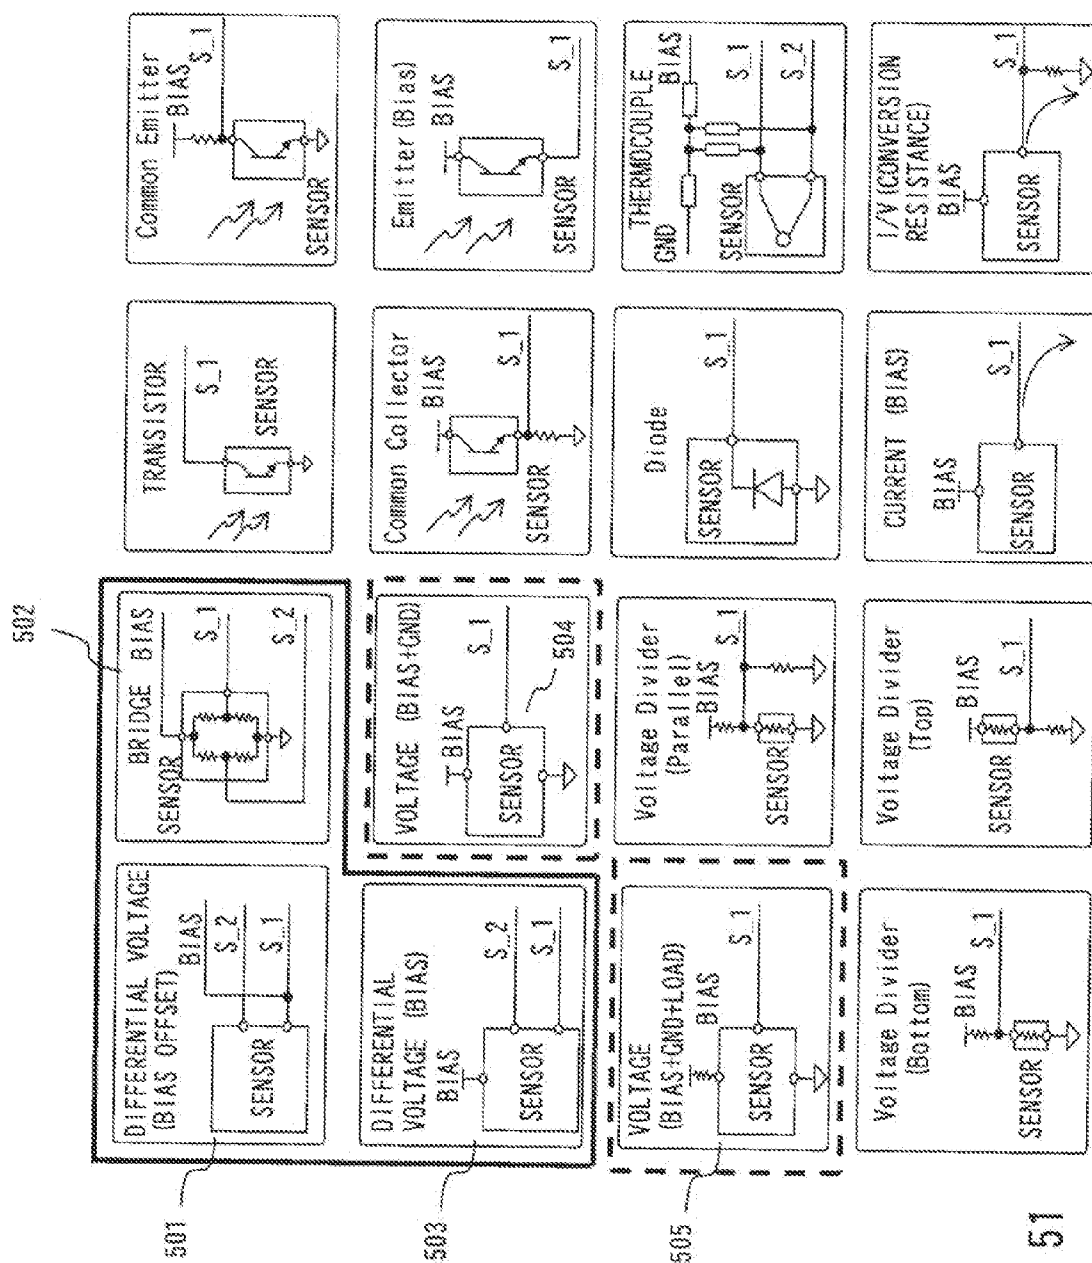 502
501
DIFFERENTIAL VOLTAGE
(BIAS OFFSET)
BIAS
S_2
S_1
SENSOR
BRIDGE
BIAS
SENSOR
S_1
S_2
TRANSISTOR
S_1
SENSOR
Common Emitter
BIAS
S_1
SENSOR
503
DIFFERENTIAL
VOLTAGE (BIAS)
BIAS
S_2
S_1
SENSOR
VOLTAGE (BIAS+GND)
BIAS
S_1
SENSOR
504
Common Collector
BIAS
S_1
SENSOR
Emitter (Bias)
BIAS
SENSOR
S_1
505
VOLTAGE
(BIAS+GND+LOAD)
BIAS
S_1
SENSOR
Voltage Divider
(Parallel)
BIAS
S_1
SENSOR
Diode
SENSOR
S_1
THERMOCOUPLE
GND
BIAS
SENSOR
S_1
S_2
Voltage Divider
(Bottom)
BIAS
S_1
SENSOR
Voltage Divider
(Top)
BIAS
SENSOR
S_1
CURRENT (BIAS)
BIAS
S_1
SENSOR
I/V (CONVERSION
RESISTANCE)
BIAS
S_1
SENSOR
51